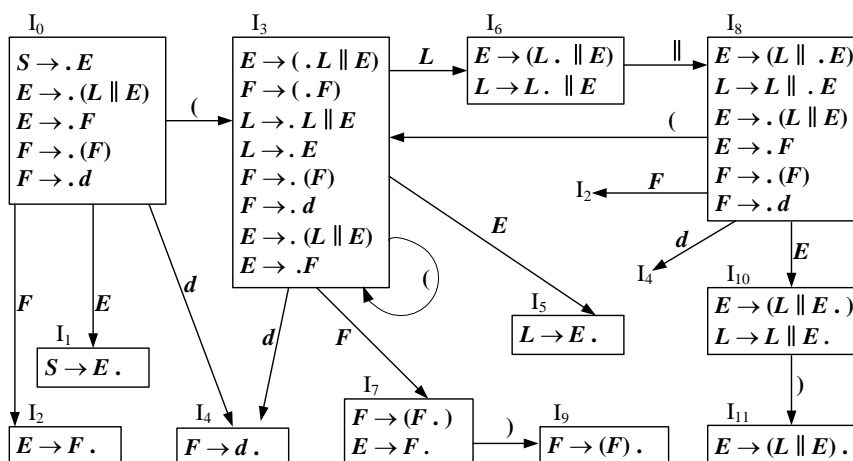 I0
S → . E
E → . (L ‖ E)
E → . F
F → . (F)
F → . d
(
I3
E → ( . L ‖ E)
F → ( . F)
L → . L ‖ E
L → . E
F → . (F)
F → . d
E → . (L ‖ E)
E → .F
L
I6
E → (L . ‖ E)
L → L . ‖ E
‖
I8
E → (L ‖ . E)
L → L ‖ . E
E → . (L ‖ E)
E → . F
F → . (F)
F → . d
(
I2
F
E
d
I4
E
F
E
d
(
d
F
I5
L → E .
I10
E → (L ‖ E . )
L → L ‖ E .
I1
S → E .
)
I2
E → F .
I4
F → d .
I7
F → (F . )
E → F .
)
I9
F → (F) .
I11
E → (L ‖ E) .